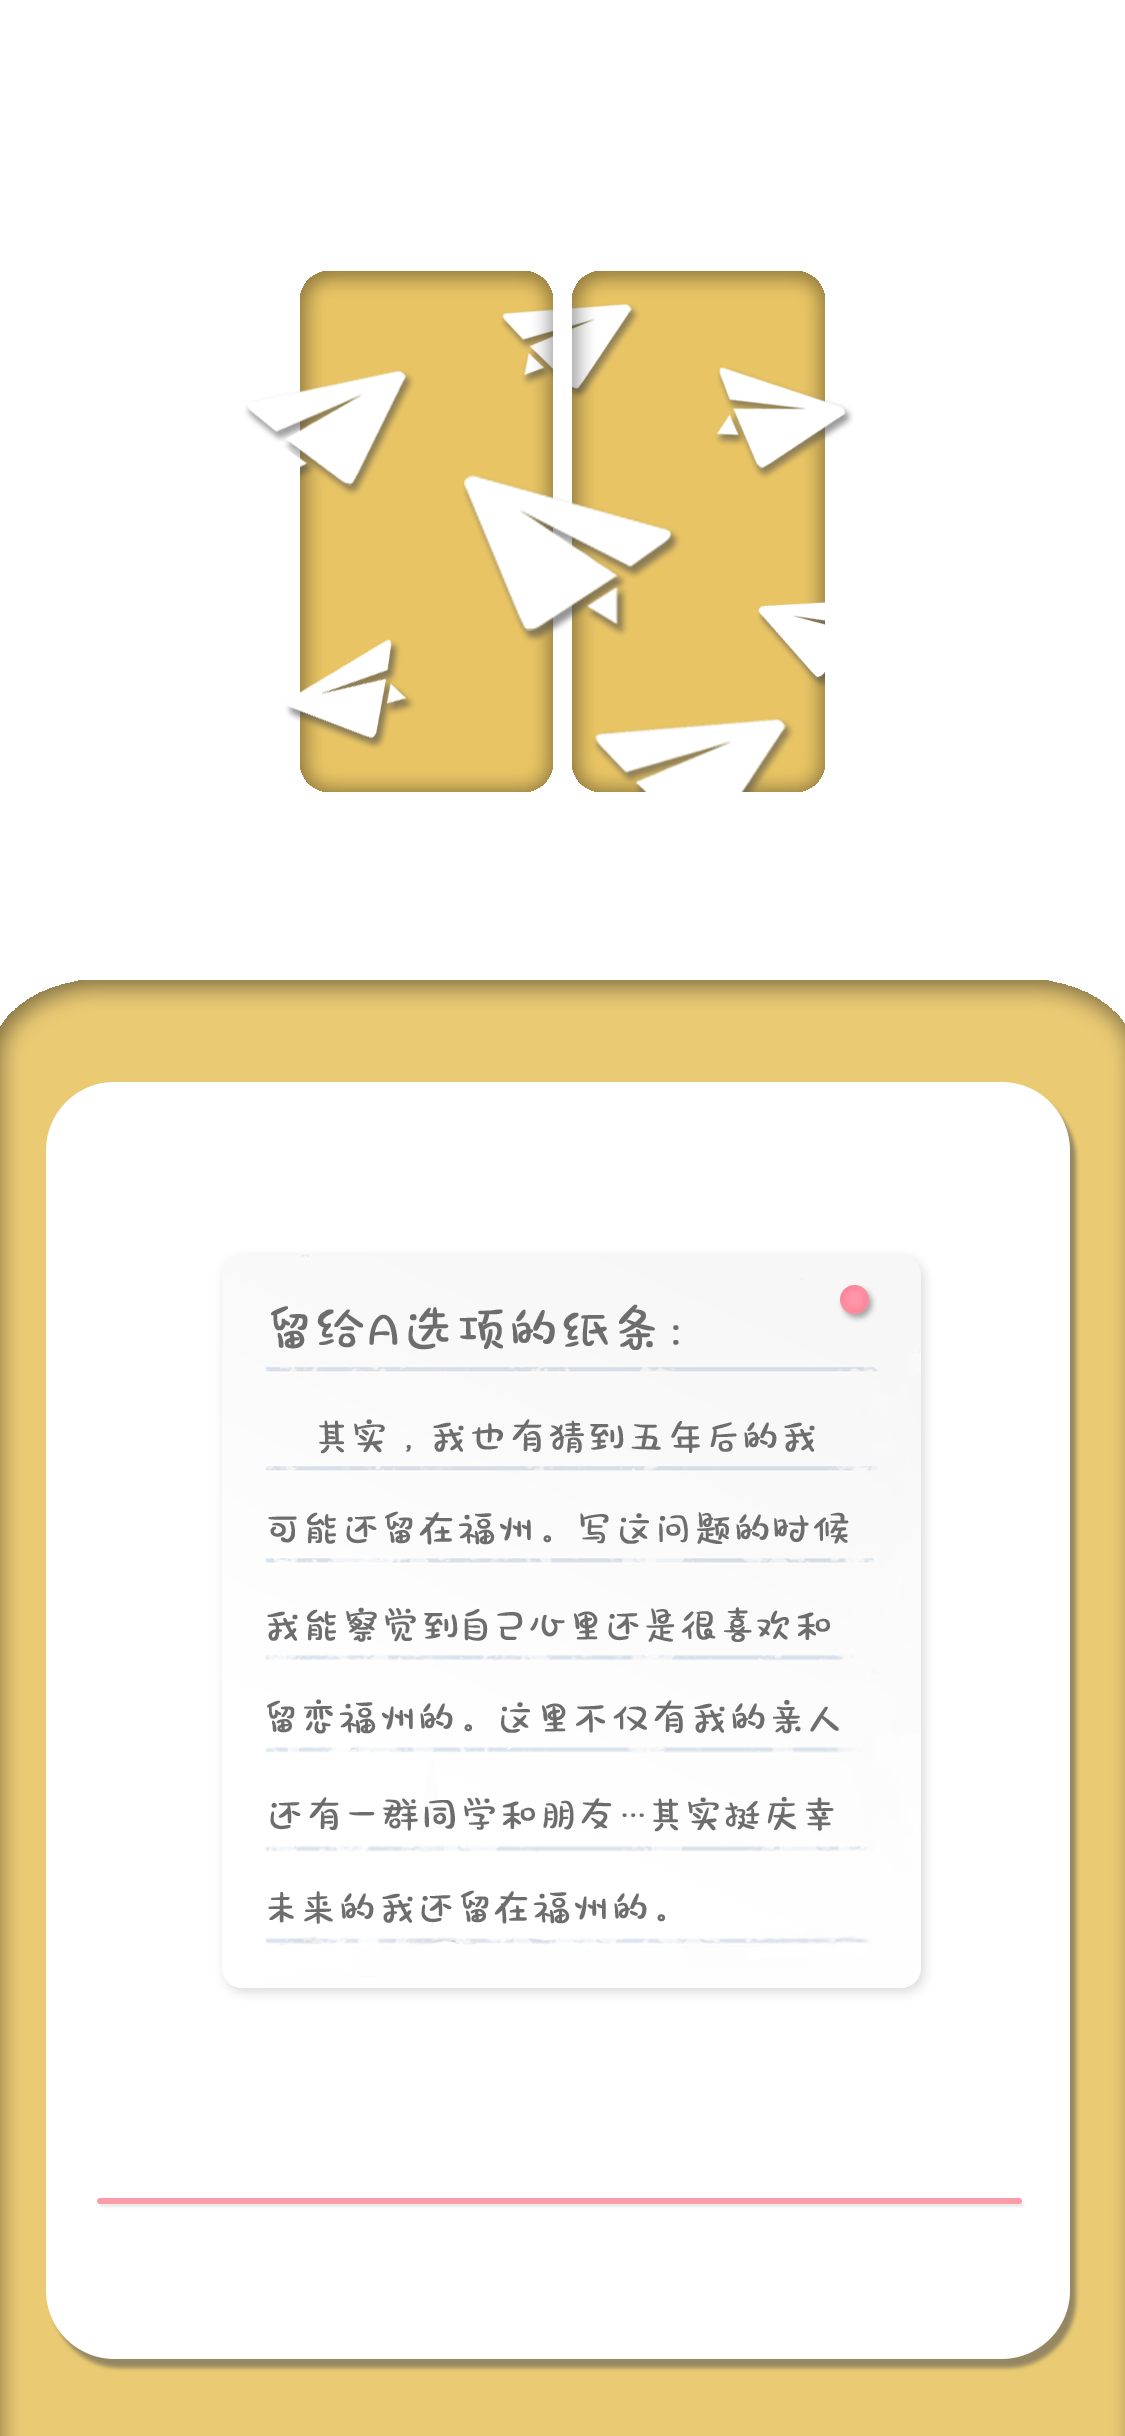 留给A选项的纸条：
其实，我也有猜到五年后的我
可能还留在福州。写这问题的时候
我能察觉到自己心里还是很喜欢和
留恋福州的。这里不仅有我的亲人
还有一群同学和朋友…其实挺庆幸
未来的我还留在福州的。